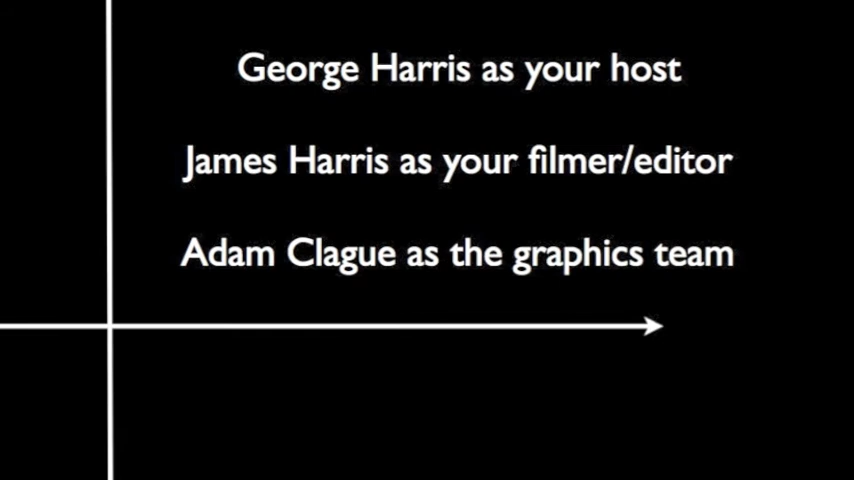 George Harris as your host
James Harris as your filmer/editor
Adam Clague as the graphics team